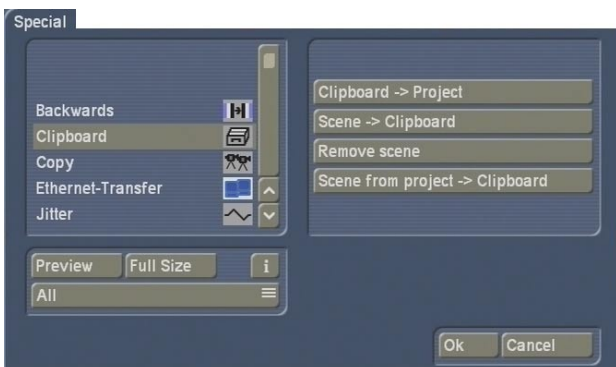 Special
Backwards
Clipboard
Copy
Ethernet-Transfer
Jitter
Clipboard -> Project
Scene -> Clipboard
Remove scene
Scene from project -> Clipboard
Preview
Full Size
i
All
Ok
Cancel